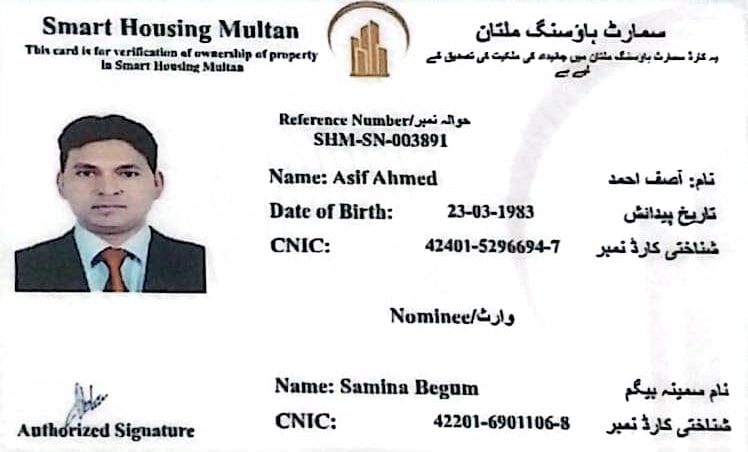 Smart Housing Multan
This card is for verification of ownership of property
in Smart Housing Multan
سمارٹ ہاؤسنگ ملتان
یہ کارڈ سمارٹ ہاؤسنگ ملتان میں جائیداد کی ملکیت کی تصدیق کے
لیے ہے
Reference Number/حوالہ نمبر
SHM-SN-003891
Name: Asif Ahmed نام: آصف احمد
Date of Birth: 23-03-1983 تاریخ پیدائش
CNIC: 42401-5296694-7 شناختی کارڈ نمبر
Nominee/وارث
Name: Samina Begum نام سمینہ بیگم
CNIC: 42201-6901106-8 شناختی کارڈ نمبر
Authorized Signature